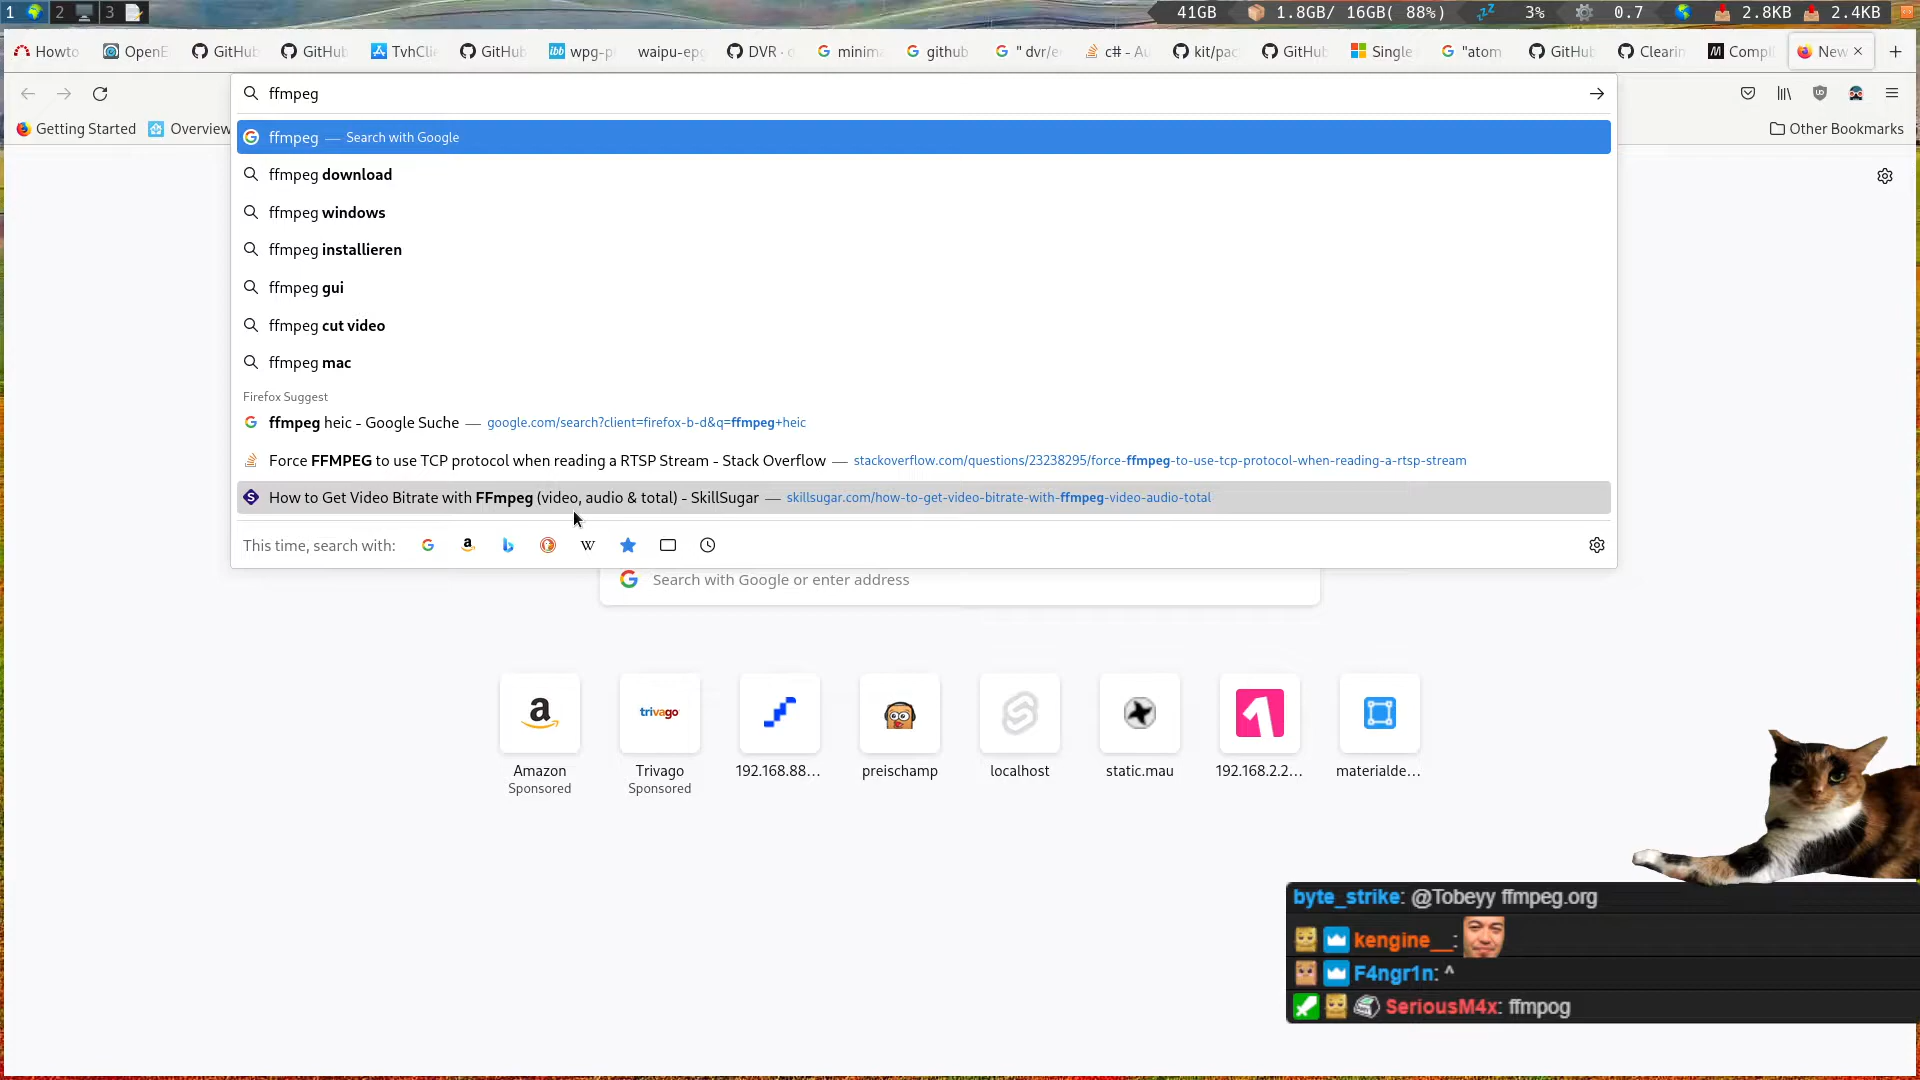 1 2 3 41GB 1.8GB/ 16GB( 88%) 3% 0.7 2.8KB 2.4KB
Howto OpenE GitHub GitHub TvhClie GitHub wpg-p waipu-epg DVR · minima github " dvr/e c# - Au kit/pac GitHub Single "atom GitHub Clearin Compl New
ffmpeg
Getting Started Overview Other Bookmarks
ffmpeg — Search with Google
ffmpeg download
ffmpeg windows
ffmpeg installieren
ffmpeg gui
ffmpeg cut video
ffmpeg mac
Firefox Suggest
ffmpeg heic - Google Suche — google.com/search?client=firefox-b-d&q=ffmpeg+heic
Force FFMPEG to use TCP protocol when reading a RTSP Stream - Stack Overflow — stackoverflow.com/questions/23238295/force-ffmpeg-to-use-tcp-protocol-when-reading-a-rtsp-stream
How to Get Video Bitrate with FFmpeg (video, audio & total) - SkillSugar — skillsugar.com/how-to-get-video-bitrate-with-ffmpeg-video-audio-total
This time, search with:
Search with Google or enter address
trivago
Amazon Trivago 192.168.88... preischamp localhost static.mau 192.168.2.2... materialde...
Sponsored Sponsored
byte_strike: @Tobeyy ffmpeg.org
kengine__:
F4ngr1n: ^
SeriousM4x: ffmpog